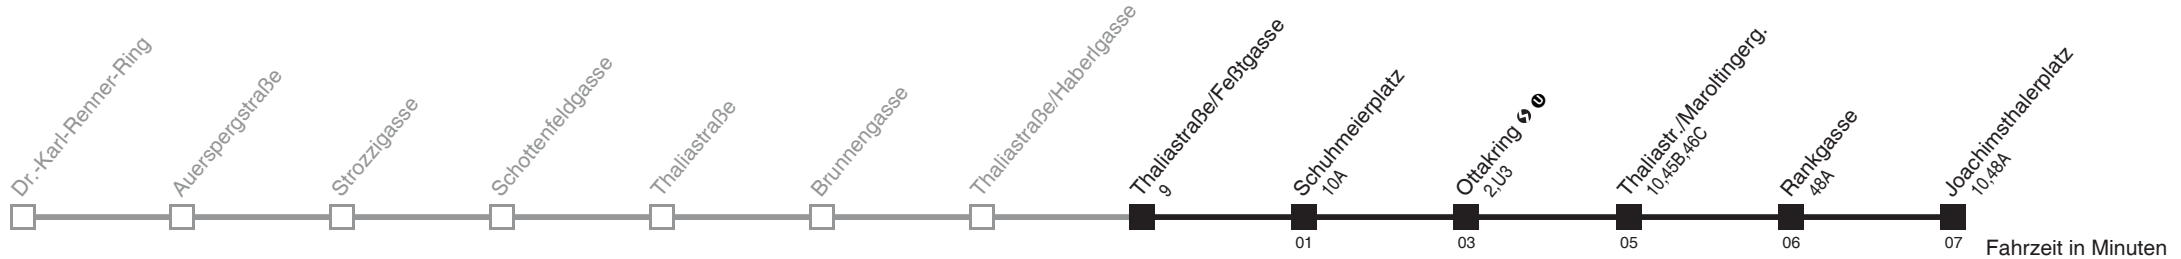 Dr.-Karl-Renner-Ring
Auerspergstraße
Strozzigasse
Schottenfeldgasse
Thaliastraße
Brunnengasse
Thaliastraße/Haberlgasse
Thaliastraße/Feßtgasse
9
Schuhmeierplatz
10A
Ottakring S U
2,U3
Thaliastr./Maroltingerg.
10,45B,46C
Rankgasse
48A
Joachimsthalerplatz
10,48A
01
03
05
06
07
Fahrzeit in Minuten